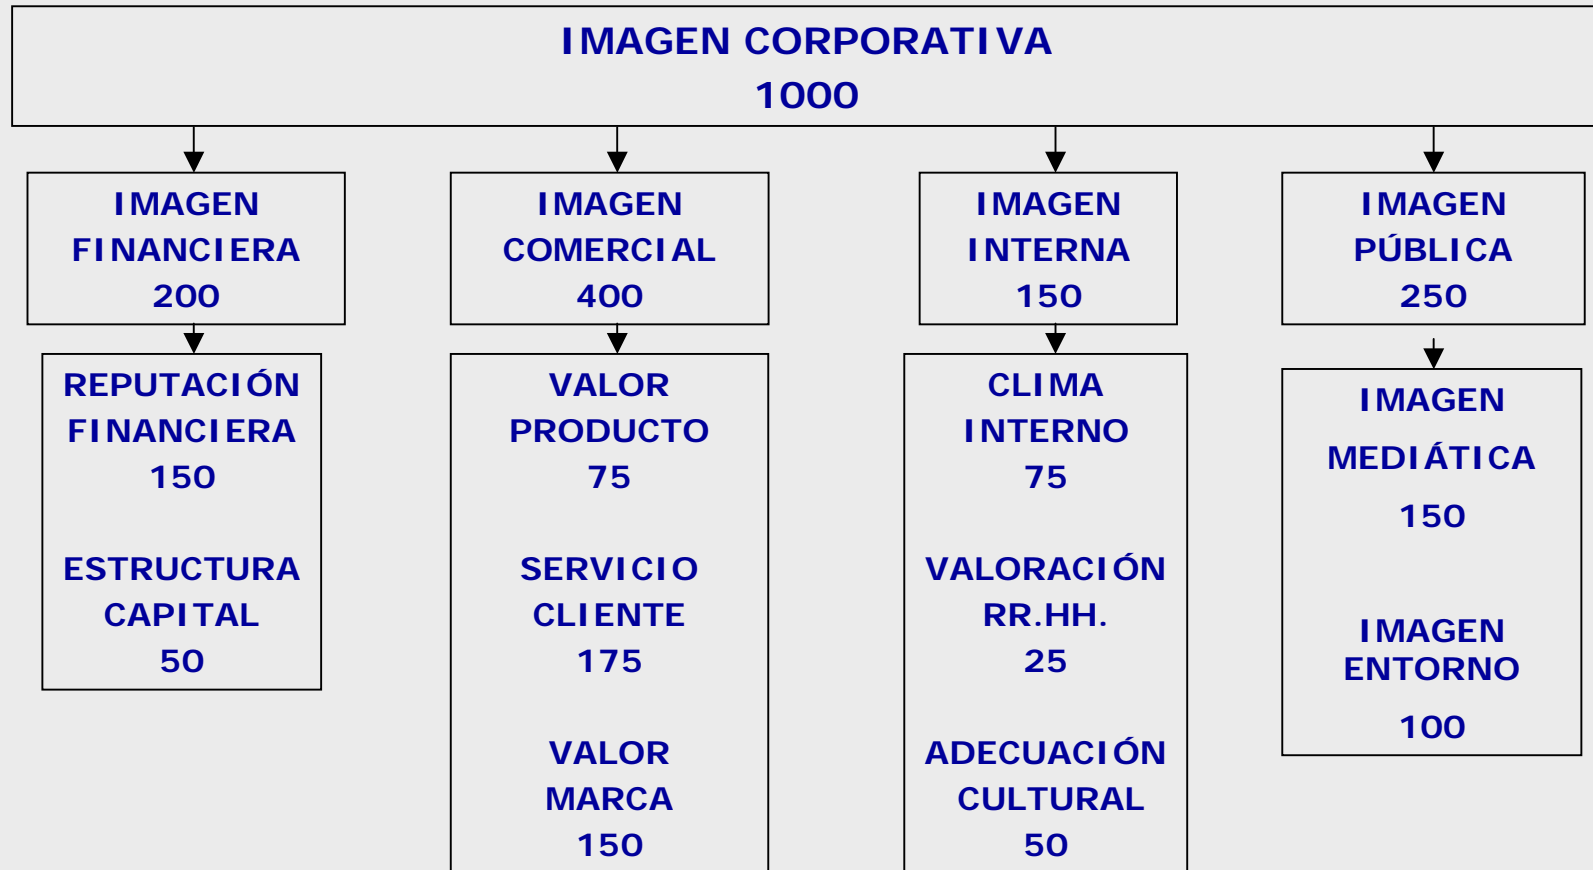 IMAGEN CORPORATIVA
1000
IMAGEN
FINANCIERA
200
IMAGEN
COMERCIAL
400
IMAGEN
INTERNA
150
IMAGEN
PÚBLICA
250
REPUTACIÓN
FINANCIERA
150
ESTRUCTURA
CAPITAL
50
VALOR
PRODUCTO
75
SERVICIO
CLIENTE
175
VALOR
MARCA
150
CLIMA
INTERNO
75
VALORACIÓN
RR.HH.
25
ADECUACIÓN
CULTURAL
50
IMAGEN
MEDIÁTICA
150
IMAGEN
ENTORNO
100